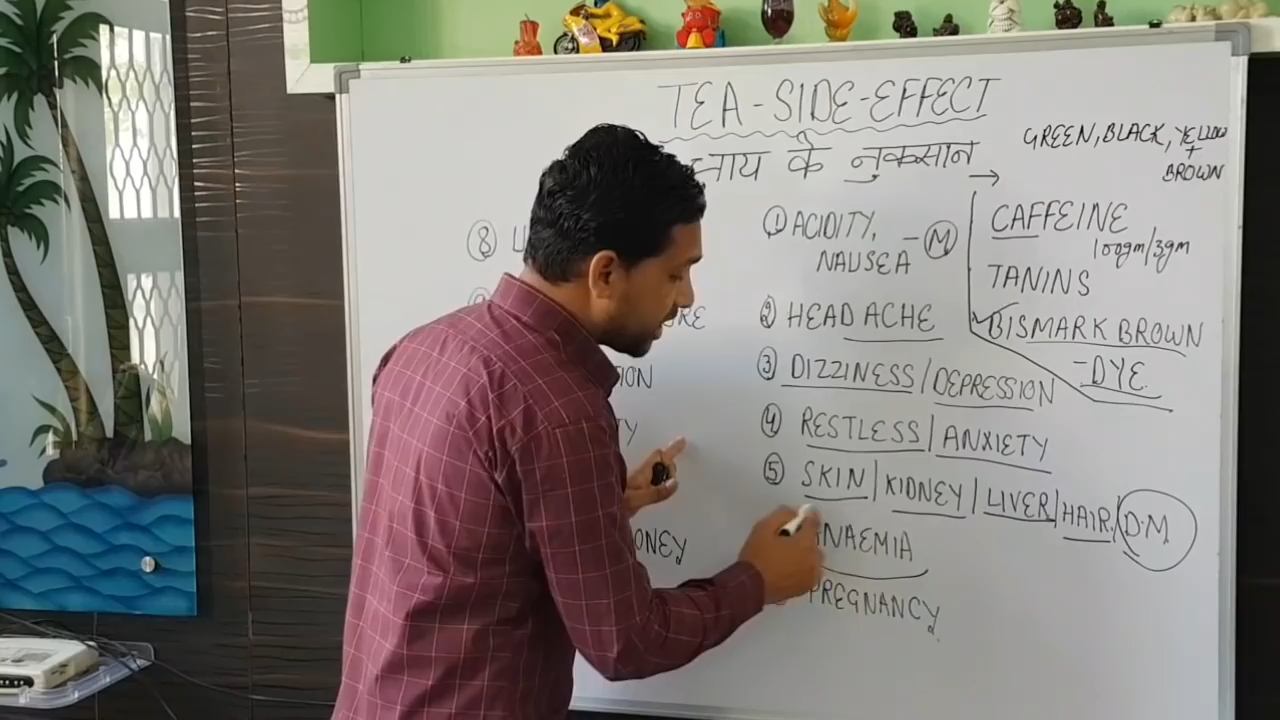 TEA-SIDE-EFFECT
चाय के नुकसान →
GREEN, BLACK, YELLOW
+
BROWN
CAFFEINE
100gm/3gm
TANINS
BISMARK BROWN
-DYE
① ACIDITY, - Ⓜ
NAUSEA
② HEAD ACHE
③ DIZZINESS/DEPRESSION
④ RESTLESS/ANXIETY
⑤ SKIN/KIDNEY/LIVER/HAIR/D.M
ANAEMIA
PREGNANCY
⑧